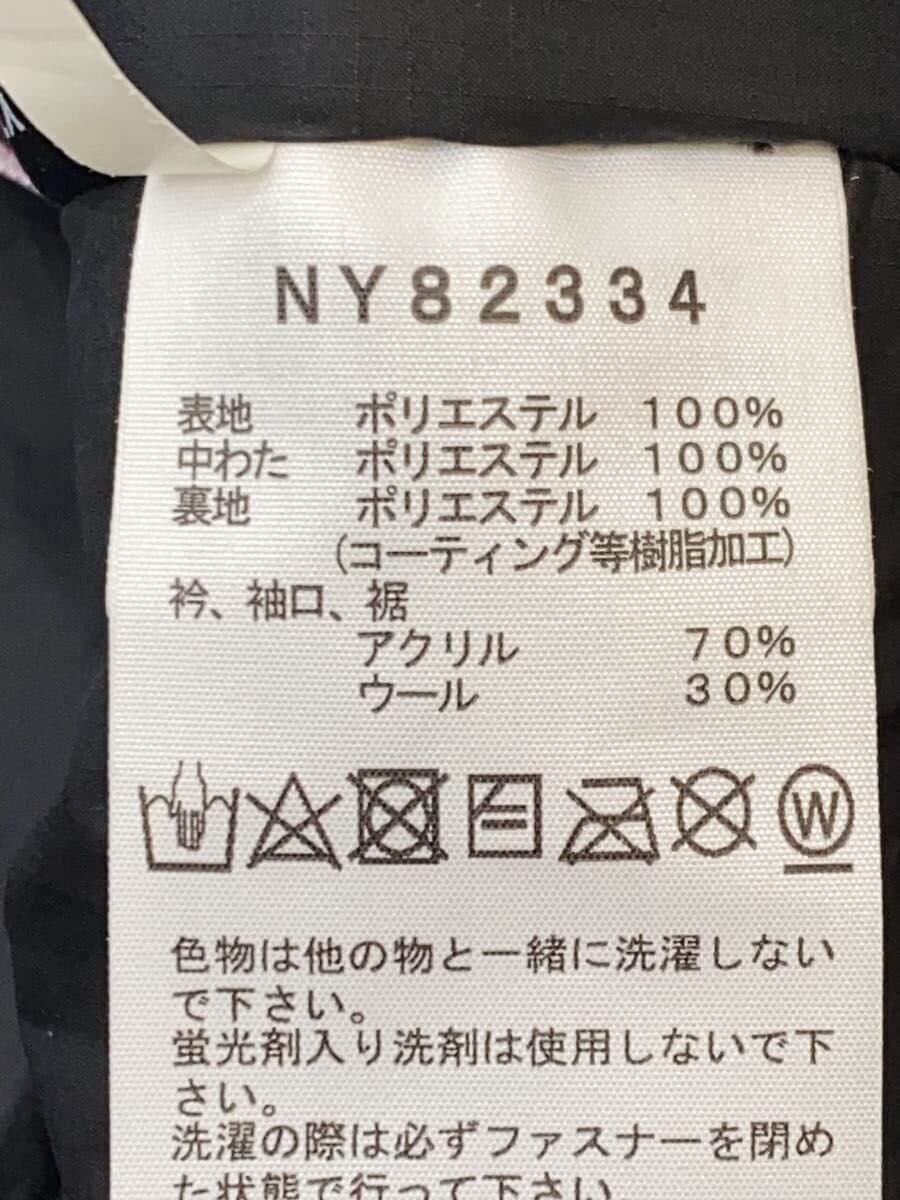 NY82334
表地 ポリエステル 100%
中わた ポリエステル 100%
裏地 ポリエステル 100%
(コーティング等樹脂加工)
衿、袖口、裾
アクリル 70%
ウール 30%
W
色物は他の物と一緒に洗濯しない
で下さい。
蛍光剤入り洗剤は使用しないで下
さい。
洗濯の際は必ずファスナーを閉め
た状態で行って下さい。